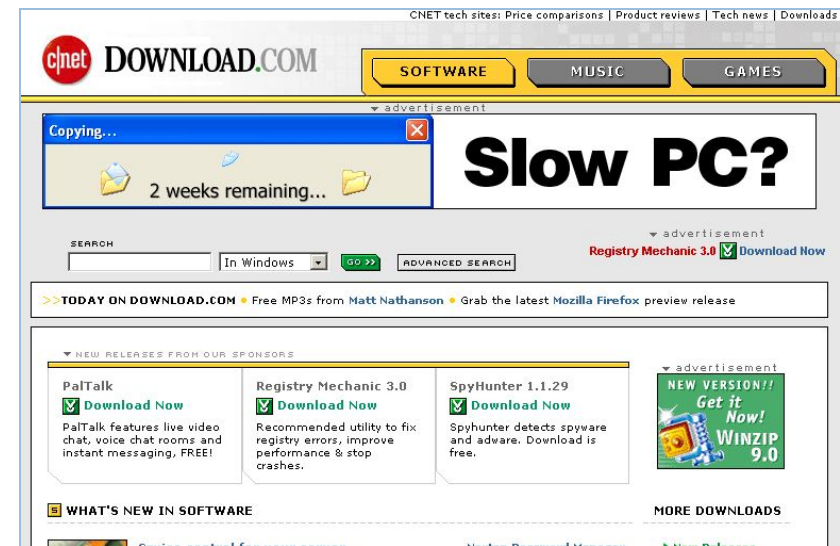 CNET tech sites: Price comparisons | Product reviews | Tech news | Downloads
c|net DOWNLOAD.COM
SOFTWARE
MUSIC
GAMES
advertisement
Copying...
2 weeks remaining...
Slow PC?
SEARCH
In Windows
GO >>
ADVANCED SEARCH
advertisement
Registry Mechanic 3.0 Download Now
>>TODAY ON DOWNLOAD.COM • Free MP3s from Matt Nathanson • Grab the latest Mozilla Firefox preview release
NEW RELEASES FROM OUR SPONSORS
PalTalk
Download Now
PalTalk features live video
chat, voice chat rooms and
instant messaging, FREE!
Registry Mechanic 3.0
Download Now
Recommended utility to fix
registry errors, improve
performance & stop
crashes.
SpyHunter 1.1.29
Download Now
Spyhunter detects spyware
and adware. Download is
free.
advertisement
NEW VERSION!!
Get it
Now!
WINZIP
9.0
WHAT'S NEW IN SOFTWARE
MORE DOWNLOADS